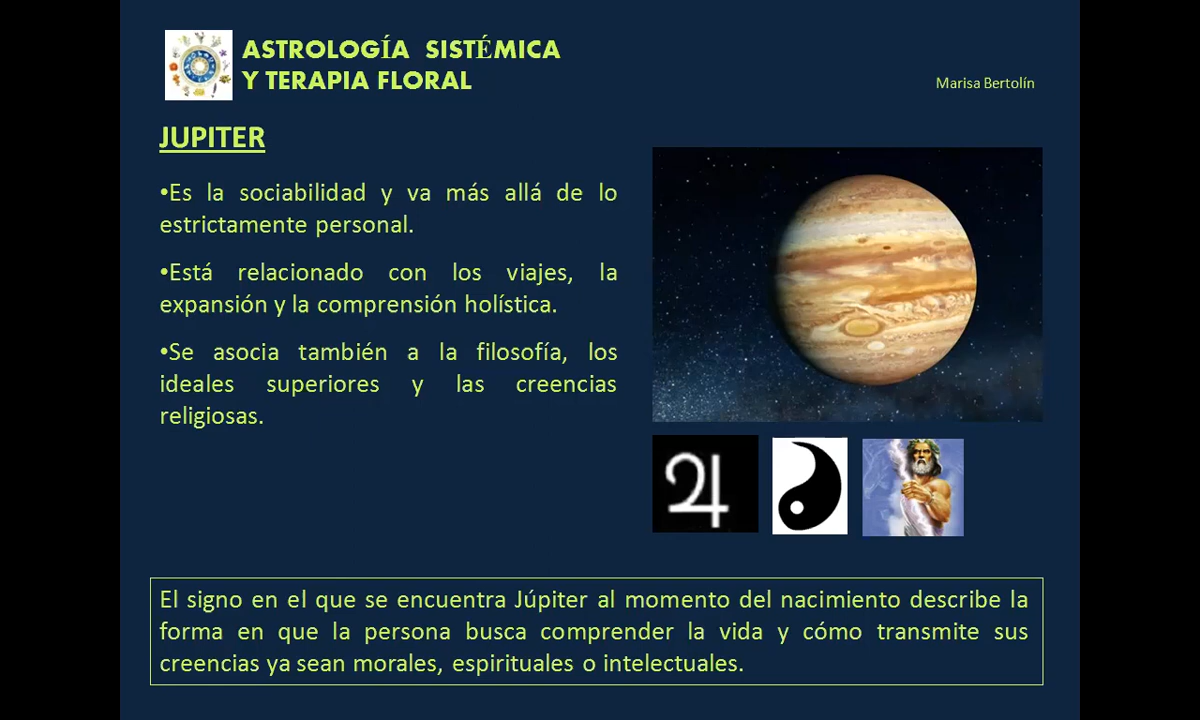 ASTROLOGÍA SISTÉMICA
Y TERAPIA FLORAL
Marisa Bertolín
JUPITER
•Es la sociabilidad y va más allá de lo
estrictamente personal.
•Está relacionado con los viajes, la
expansión y la comprensión holística.
•Se asocia también a la filosofía, los
ideales superiores y las creencias
religiosas.
El signo en el que se encuentra Júpiter al momento del nacimiento describe la
forma en que la persona busca comprender la vida y cómo transmite sus
creencias ya sean morales, espirituales o intelectuales.